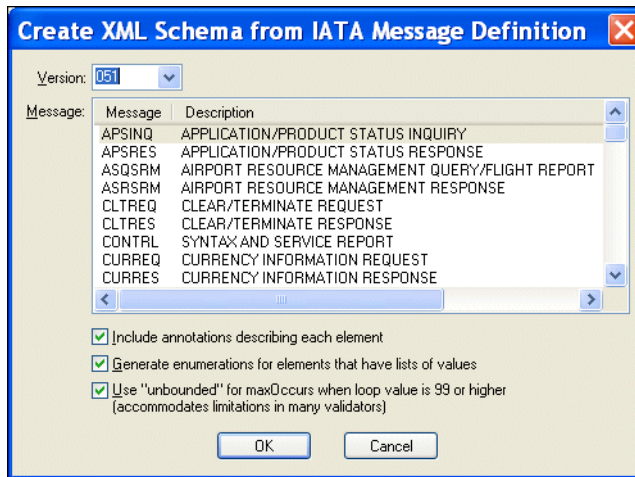 Create XML Schema from IATA Message Definition
Version: 051
Message: Message Description
APSINQ APPLICATION/PRODUCT STATUS INQUIRY
APSRES APPLICATION/PRODUCT STATUS RESPONSE
ASQSRM AIRPORT RESOURCE MANAGEMENT QUERY/FLIGHT REPORT
ASRSRM AIRPORT RESOURCE MANAGEMENT RESPONSE
CLTREQ CLEAR/TERMINATE REQUEST
CLTRES CLEAR/TERMINATE RESPONSE
CONTRL SYNTAX AND SERVICE REPORT
CURREQ CURRENCY INFORMATION REQUEST
CURRES CURRENCY INFORMATION RESPONSE
Include annotations describing each element
Generate enumerations for elements that have lists of values
Use "unbounded" for maxOccurs when loop value is 99 or higher
(accommodates limitations in many validators)
OK Cancel